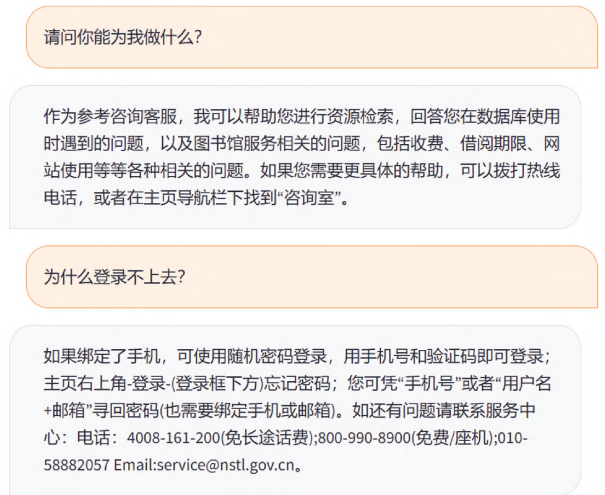 请问你能为我做什么？
作为参考咨询客服，我可以帮助您进行资源检索，回答您在数据库使用
时遇到的问题，以及图书馆服务相关的问题，包括收费、借阅期限、网
站使用等等各种相关的问题。如果您需要更具体的帮助，可以拨打热线
电话，或者在主页导航栏下找到“咨询室”。
为什么登录不上去？
如果绑定了手机，可使用随机密码登录，用手机号和验证码即可登录；
主页右上角-登录-(登录框下方)忘记密码；您可凭“手机号”或者“用户名
+邮箱”寻回密码(也需要绑定手机或邮箱)。如还有问题请联系服务中
心：电话：4008-161-200(免长途话费);800-990-8900(免费/座机);010-
58882057 Email:service@nstl.gov.cn。